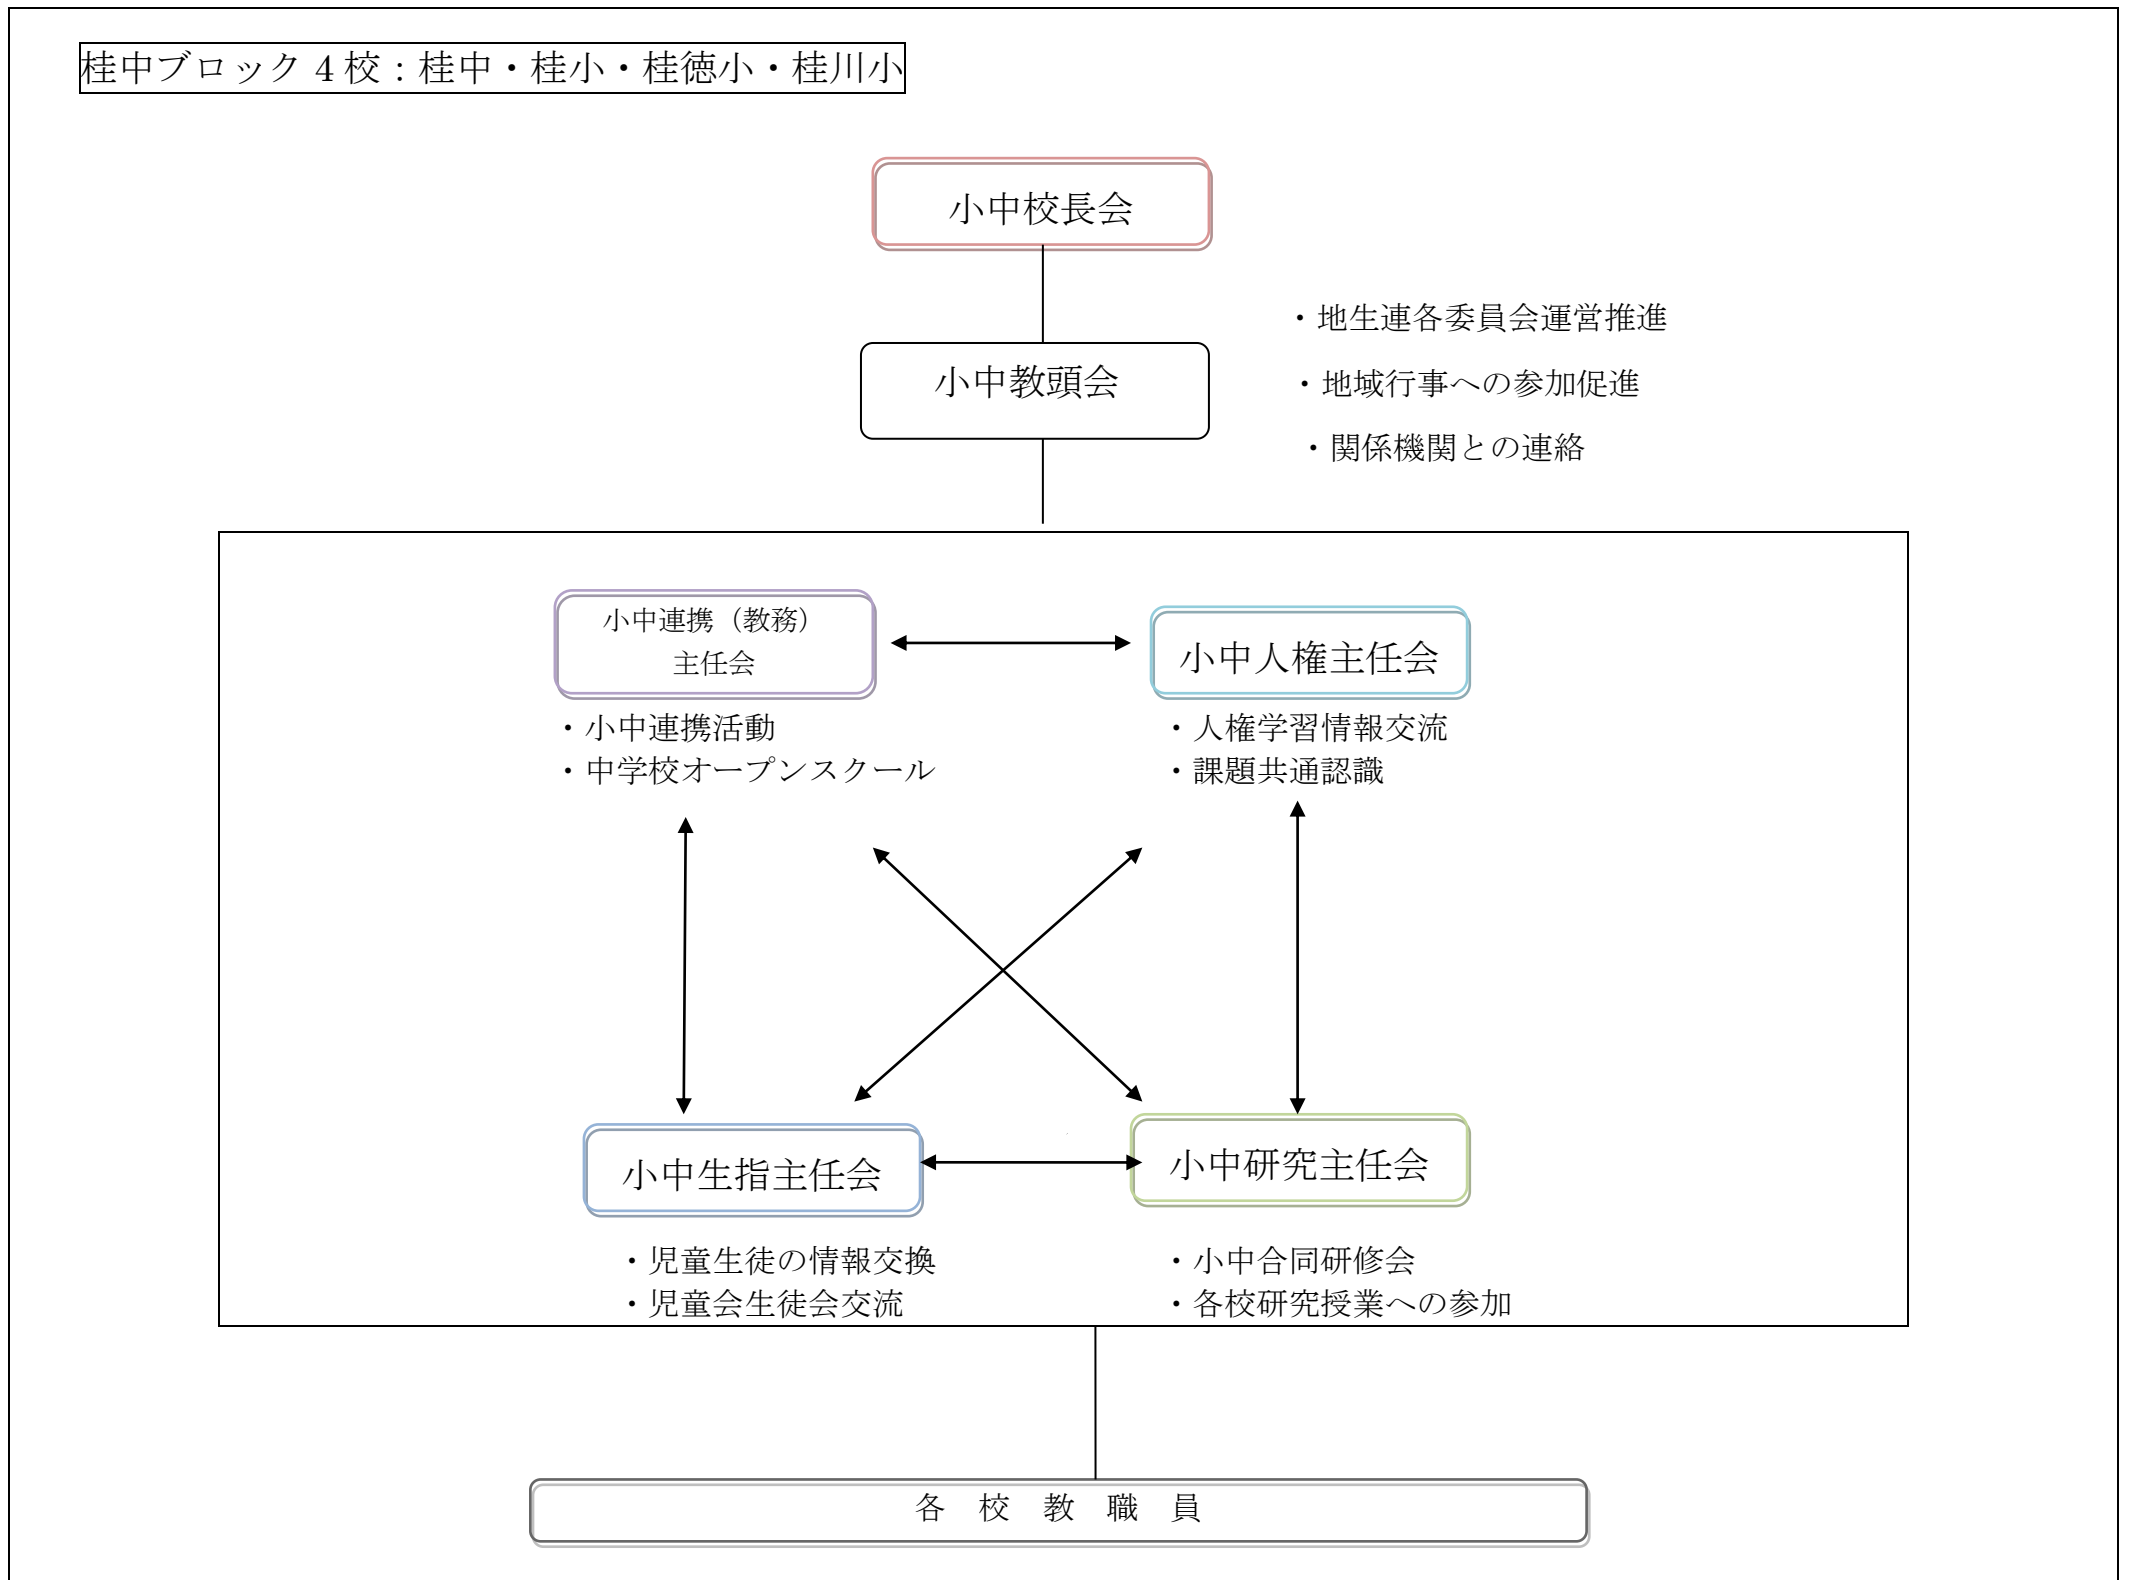 桂中ブロック 4 校：桂中・桂小・桂徳小・桂川小
小中校長会
・地生連各委員会運営推進
小中教頭会
・地域行事への参加促進
・関係機関との連絡
小中連携（教務）
主任会
小中人権主任会
・小中連携活動
・中学校オープンスクール
・人権学習情報交流
・課題共通認識
小中生指主任会
小中研究主任会
・児童生徒の情報交換
・児童会生徒会交流
・小中合同研修会
・各校研究授業への参加
各　校　教　職　員